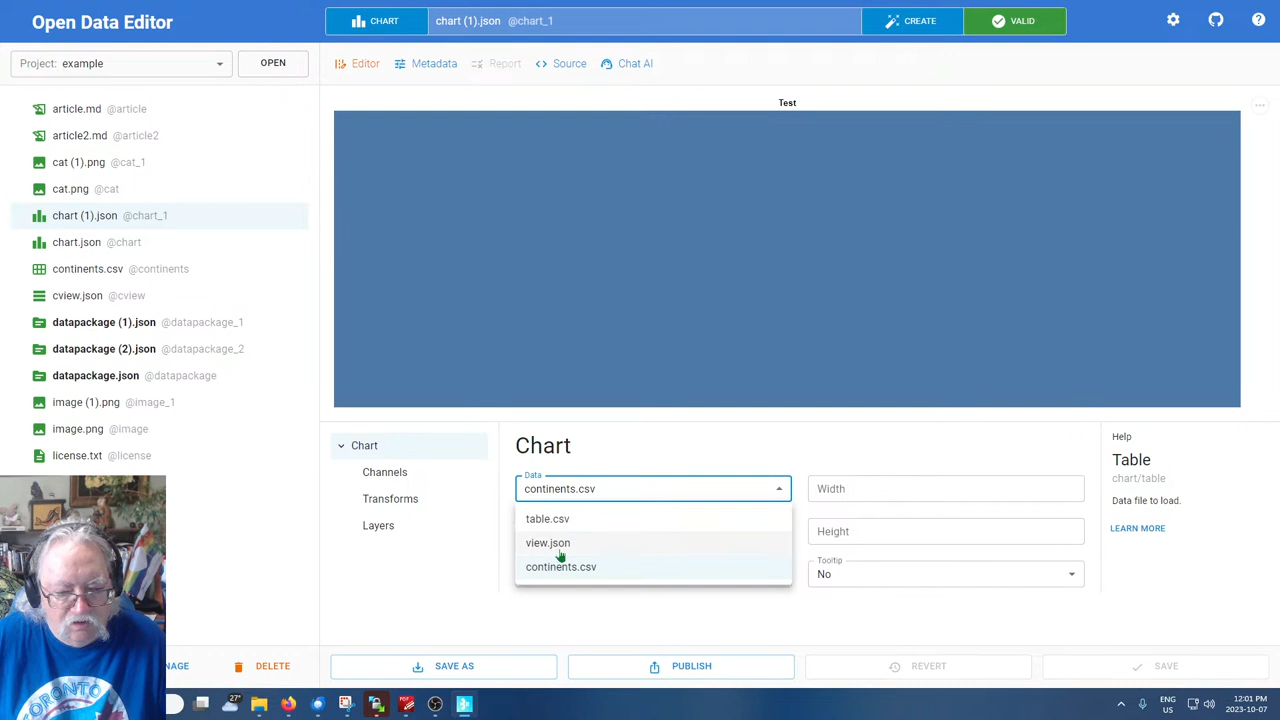 Open Data Editor
CHART
chart (1).json @chart_1
CREATE
VALID
Project: example
OPEN
Editor
Metadata
Report
Source
Chat AI
article.md @article
article2.md @article2
cat (1).png @cat_1
cat.png @cat
chart (1).json @chart_1
chart.json @chart
continents.csv @continents
cview.json @cview
datapackage (1).json @datapackage_1
datapackage (2).json @datapackage_2
datapackage.json @datapackage
image (1).png @image_1
image.png @image
license.txt @license
Test
Chart
Channels
Transforms
Layers
Chart
Data
continents.csv
table.csv
view.json
continents.csv
Width
Height
Tooltip
No
Help
Table
chart/table
Data file to load.
LEARN MORE
NAGE
DELETE
SAVE AS
PUBLISH
REVERT
SAVE
TORONTO
27°
ENG
US
12:01 PM
2023-10-07